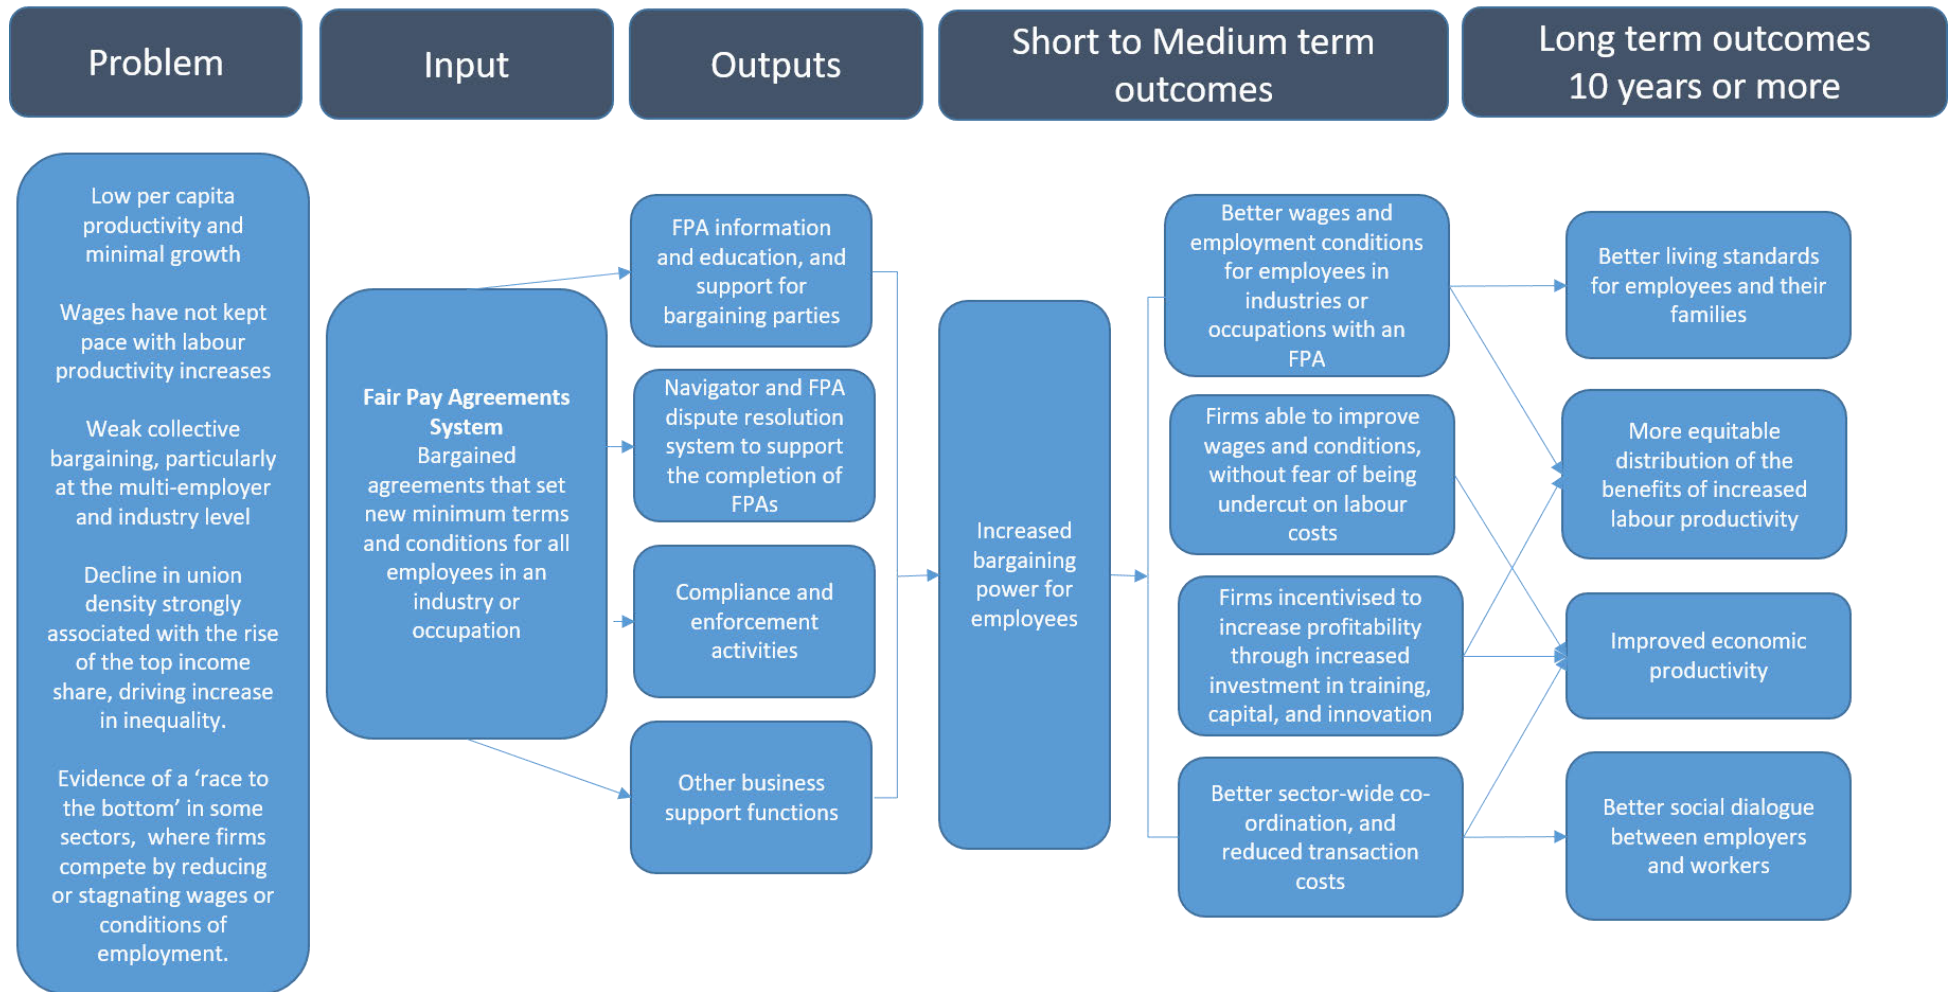 Problem
Input
Outputs
Short to Medium term
outcomes
Long term outcomes
10 years or more
Low per capita
productivity and
minimal growth
Wages have not kept
pace with labour
productivity increases
Weak collective
bargaining, particularly
at the multi-employer
and industry level
Decline in union
density strongly
associated with the rise
of the top income
share, driving increase
in inequality.
Evidence of a ‘race to
the bottom’ in some
sectors, where firms
compete by reducing
or stagnating wages or
conditions of
employment.
Fair Pay Agreements
System
Bargained
agreements that set
new minimum terms
and conditions for all
employees in an
industry or
occupation
FPA information
and education, and
support for
bargaining parties
Navigator and FPA
dispute resolution
system to support
the completion of
FPAs
Compliance and
enforcement
activities
Other business
support functions
Increased
bargaining
power for
employees
Better wages and
employment conditions
for employees in
industries or
occupations with an
FPA
Firms able to improve
wages and conditions,
without fear of being
undercut on labour
costs
Firms incentivised to
increase profitability
through increased
investment in training,
capital, and innovation
Better sector-wide co-
ordination, and
reduced transaction
costs
Better living standards
for employees and their
families
More equitable
distribution of the
benefits of increased
labour productivity
Improved economic
productivity
Better social dialogue
between employers
and workers